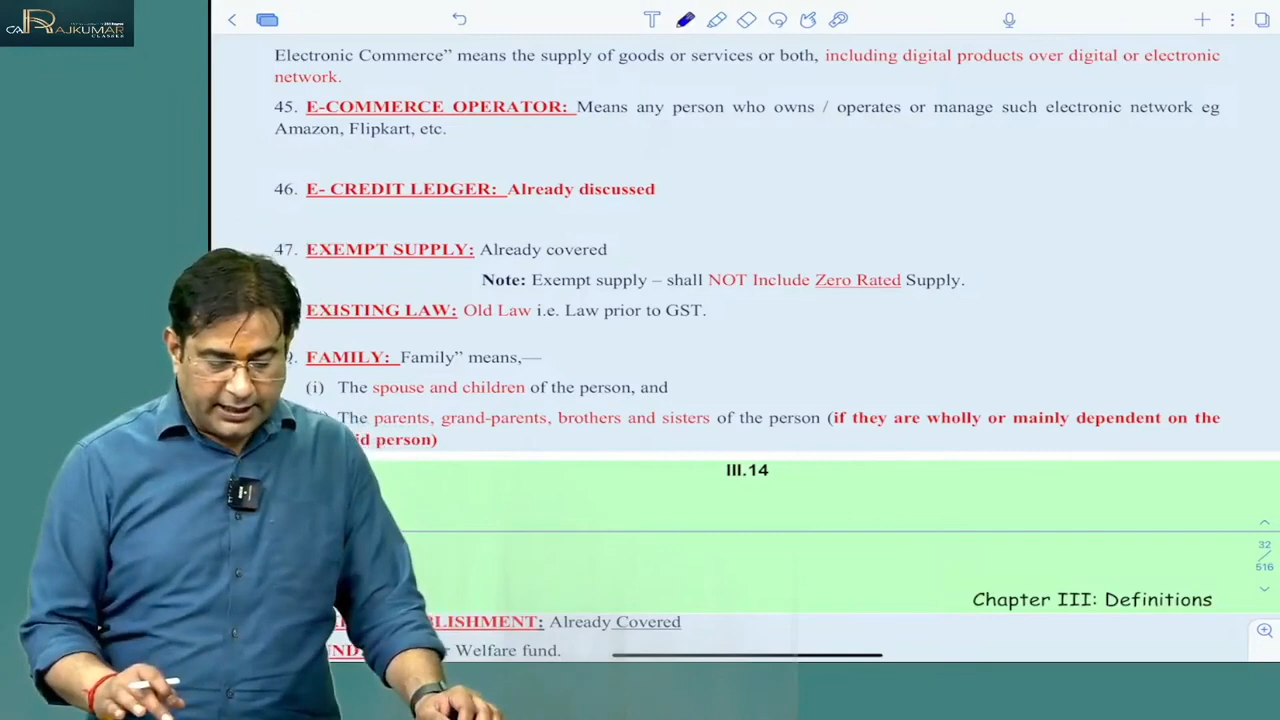 CA RAJKUMAR
CLASSES
Electronic Commerce” means the supply of goods or services or both, including digital products over digital or electronic
network.
45. E-COMMERCE OPERATOR: Means any person who owns / operates or manage such electronic network eg
Amazon, Flipkart, etc.
46. E- CREDIT LEDGER: Already discussed
47. EXEMPT SUPPLY: Already covered
Note: Exempt supply – shall NOT Include Zero Rated Supply.
EXISTING LAW: Old Law i.e. Law prior to GST.
FAMILY: Family” means,—
(i) The spouse and children of the person, and
The parents, grand-parents, brothers and sisters of the person (if they are wholly or mainly dependent on the
person)
III.14
32
516
Chapter III: Definitions
Already Covered
Welfare fund.